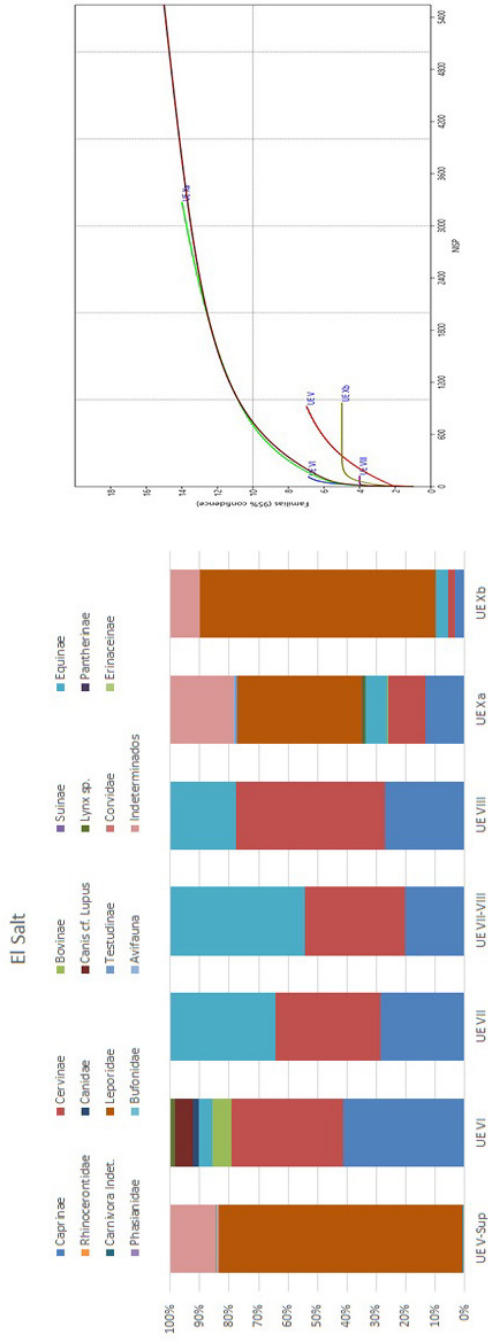 El Salt
Caprinae Cervinae Bovinae Suinae Equinae
Rhinocerontidae Canidae Canis cf. Lupus Lynx sp. Pantherinae
Carnivora Indet. Leporidae Testudinae Corvidae Erinaceinae
Phasianidae Bufonidae Avifauna Indeterminados
100%
90%
80%
70%
60%
50%
40%
30%
20%
10%
0%
UE V-Sup UE VI UE VII UE VII-VIII UE VIII UE Xa UE Xb
Familias (95% confidence)
18
16
14
12
10
8
6
4
2
0
UE Xa
UE VI
UE V
UE Xb
UE VIII
0 600 1200 1800 2400 3000 3600 4200 4800 5400
NISP